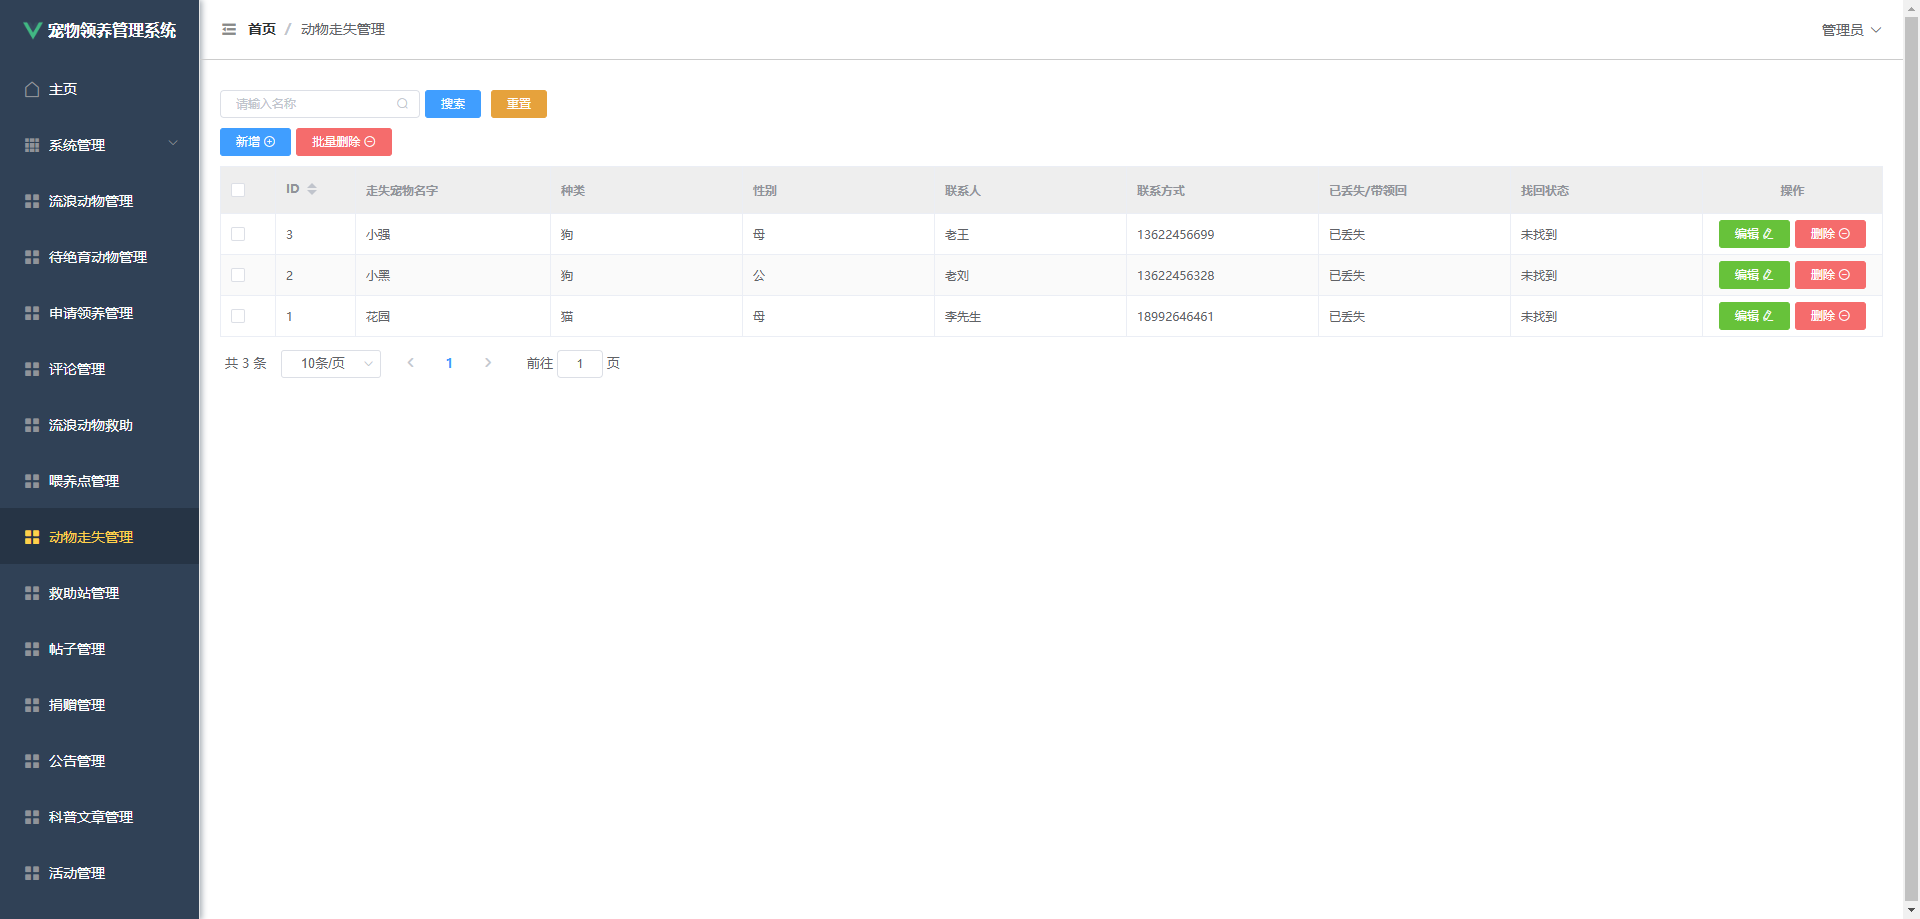 宠物领养管理系统
首页 / 动物走失管理
管理员
主页
系统管理
流浪动物管理
待绝育动物管理
申请领养管理
评论管理
流浪动物救助
喂养点管理
动物走失管理
救助站管理
帖子管理
捐赠管理
公告管理
科普文章管理
活动管理
请输入名称 搜索 重置
新增 批量删除
ID 走失宠物名字 种类 性别 联系人 联系方式 已丢失/带领回 找回状态 操作
3 小强 狗 母 老王 13622456699 已丢失 未找到 编辑 删除
2 小黑 狗 公 老刘 13622456328 已丢失 未找到 编辑 删除
1 花园 猫 母 李先生 18992646461 已丢失 未找到 编辑 删除
共 3 条 10条/页 1 前往 1 页